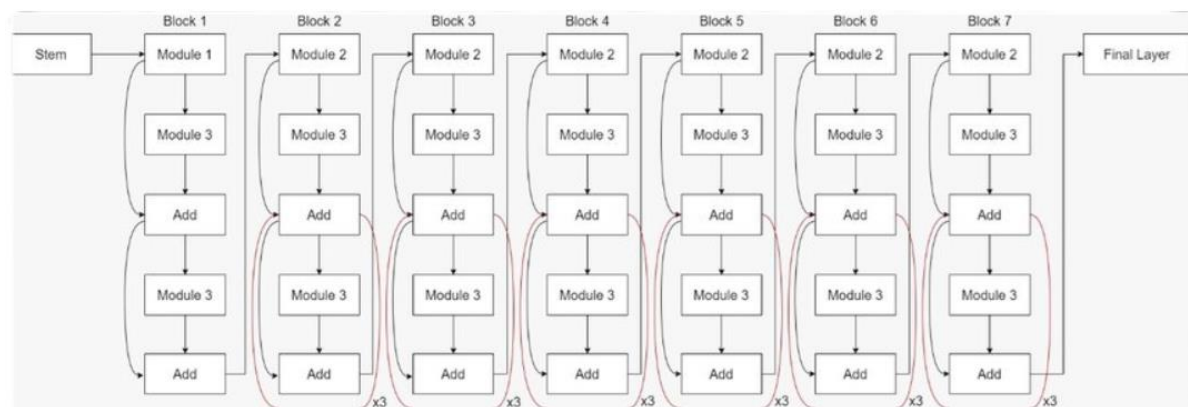 Block 1 Block 2 Block 3 Block 4 Block 5 Block 6 Block 7
Stem Module 1 Module 2 Module 2 Module 2 Module 2 Module 2 Module 2 Final Layer
Module 3 Module 3 Module 3 Module 3 Module 3 Module 3 Module 3
Add Add Add Add Add Add Add
Module 3 Module 3 Module 3 Module 3 Module 3 Module 3 Module 3
Add Add Add Add Add Add Add
x3 x3 x3 x3 x3 x3